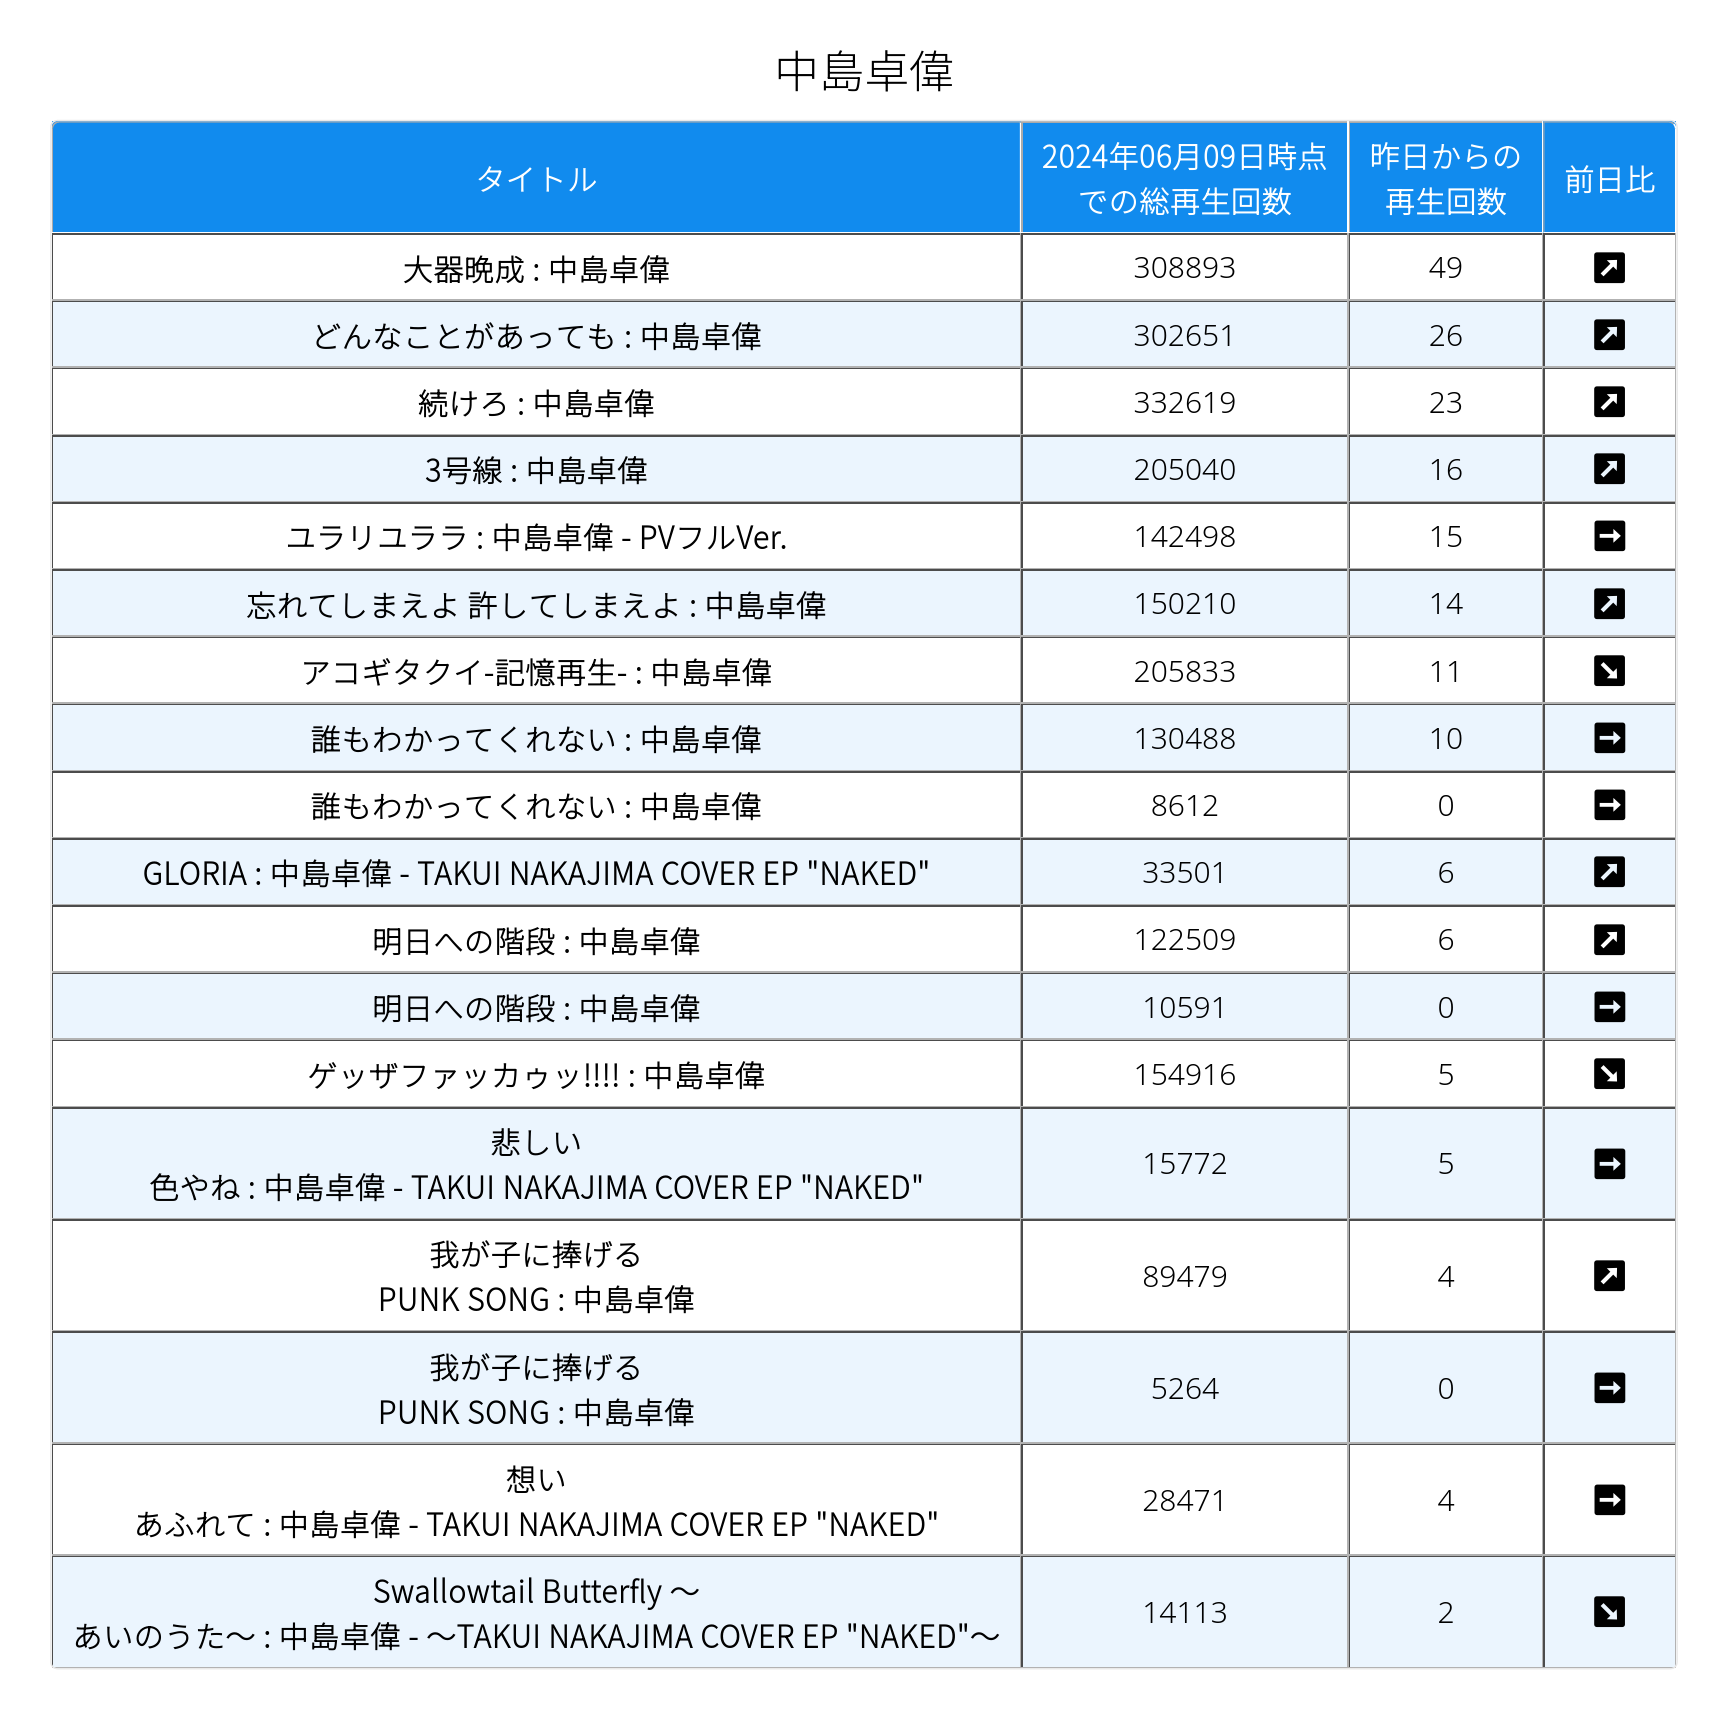 中島卓偉
タイトル
2024年06月09日時点
での総再生回数
昨日からの
再生回数
前日比
大器晩成 : 中島卓偉 308893 49 ↗
どんなことがあっても : 中島卓偉 302651 26 ↗
続けろ : 中島卓偉 332619 23 ↗
3号線 : 中島卓偉 205040 16 ↗
ユラリユララ : 中島卓偉 - PVフルVer. 142498 15 →
忘れてしまえよ 許してしまえよ : 中島卓偉 150210 14 ↗
アコギタクイ-記憶再生- : 中島卓偉 205833 11 ↘
誰もわかってくれない : 中島卓偉 130488 10 →
誰もわかってくれない : 中島卓偉 8612 0 →
GLORIA : 中島卓偉 - TAKUI NAKAJIMA COVER EP "NAKED" 33501 6 ↗
明日への階段 : 中島卓偉 122509 6 ↗
明日への階段 : 中島卓偉 10591 0 →
ゲッザファッカゥッ!!!! : 中島卓偉 154916 5 ↘
悲しい
色やね : 中島卓偉 - TAKUI NAKAJIMA COVER EP "NAKED" 15772 5 →
我が子に捧げる
PUNK SONG : 中島卓偉 89479 4 ↗
我が子に捧げる
PUNK SONG : 中島卓偉 5264 0 →
想い
あふれて : 中島卓偉 - TAKUI NAKAJIMA COVER EP "NAKED" 28471 4 →
Swallowtail Butterfly ～
あいのうた～ : 中島卓偉 - ～TAKUI NAKAJIMA COVER EP "NAKED"～ 14113 2 ↘